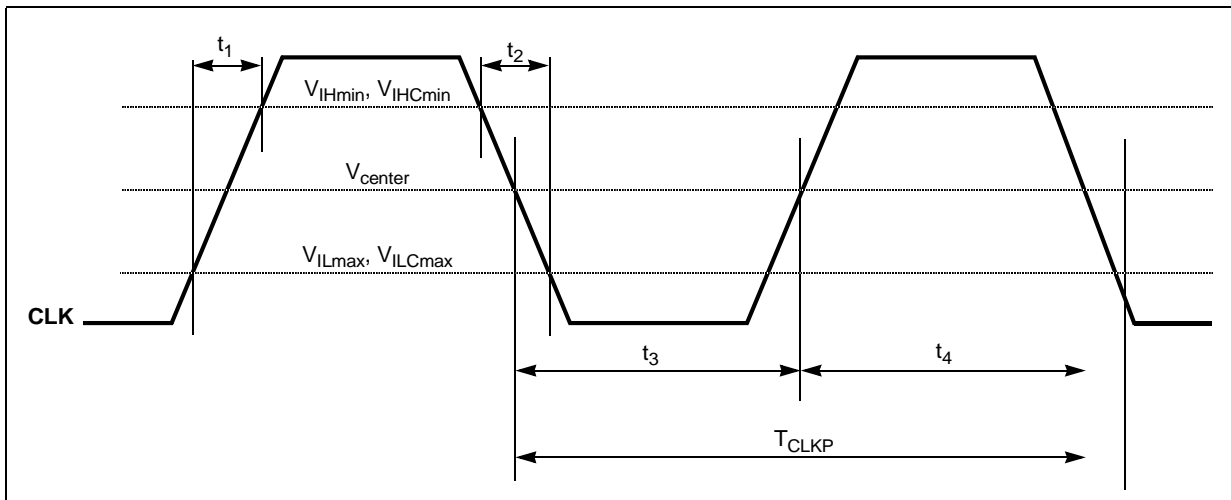 t1
t2
VIHmin, VIHCmin
Vcenter
VILmax, VILCmax
CLK
t3
t4
TCLKP